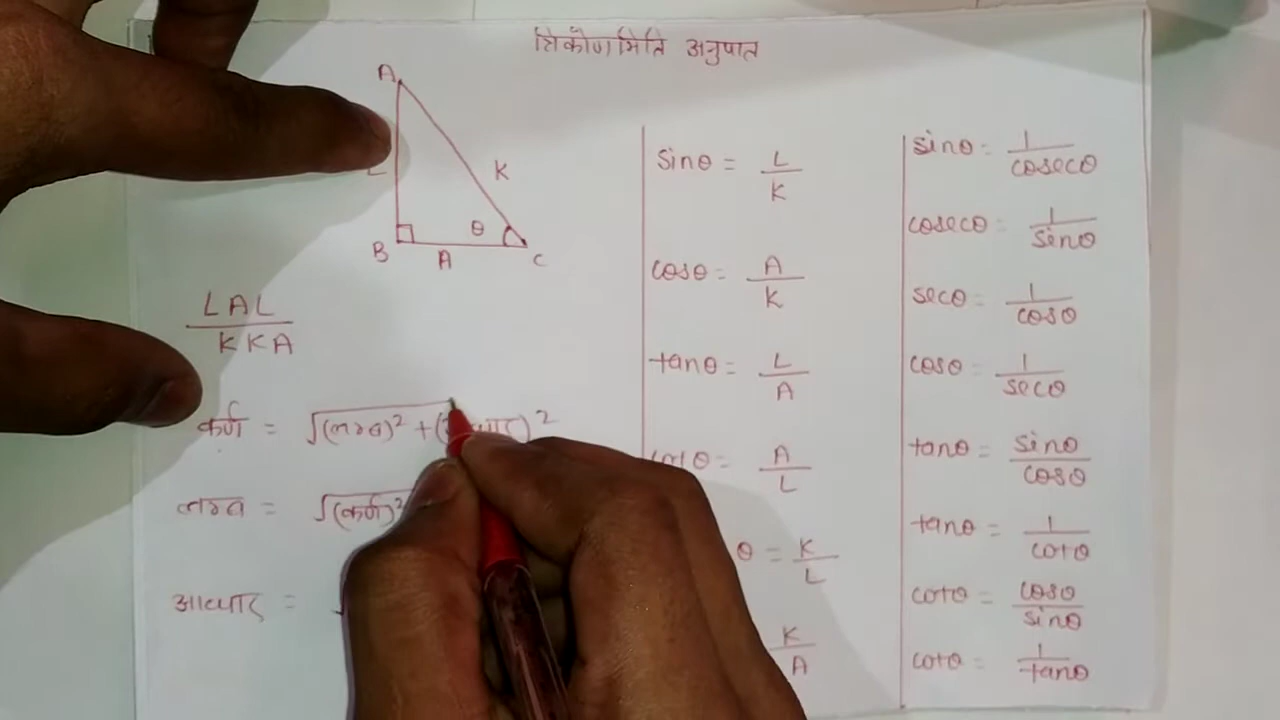 त्रिकोणमिति अनुपात
A
L
K
θ
B
A
C
LAL
KKA
कर्ण = √(लम्ब)² + ( )²
लम्ब = √(कर्ण)²
आधार =
sinθ = L/K
cosθ = A/K
tanθ = L/A
cotθ = A/L
θ = K/L
K/A
sinθ = 1/cosecθ
cosecθ = 1/sinθ
secθ = 1/cosθ
cosθ = 1/secθ
tanθ = sinθ/cosθ
tanθ = 1/cotθ
cotθ = cosθ/sinθ
cotθ = 1/tanθ